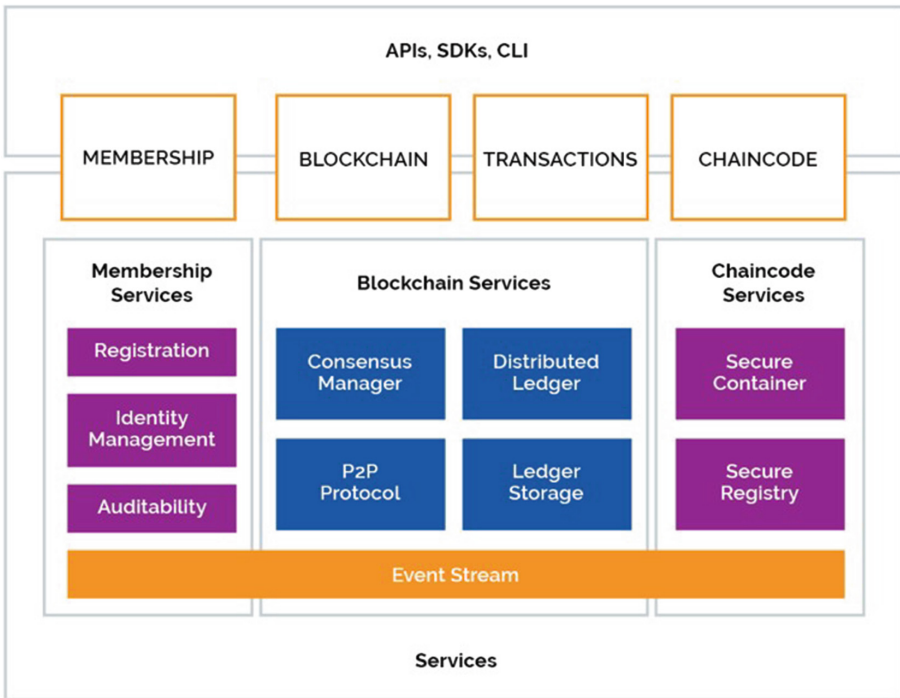 APIs, SDKs, CLI
MEMBERSHIP
BLOCKCHAIN
TRANSACTIONS
CHAINCODE
Membership
Services
Registration
Identity
Management
Auditability
Blockchain Services
Consensus
Manager
Distributed
Ledger
P2P
Protocol
Ledger
Storage
Chaincode
Services
Secure
Container
Secure
Registry
Event Stream
Services